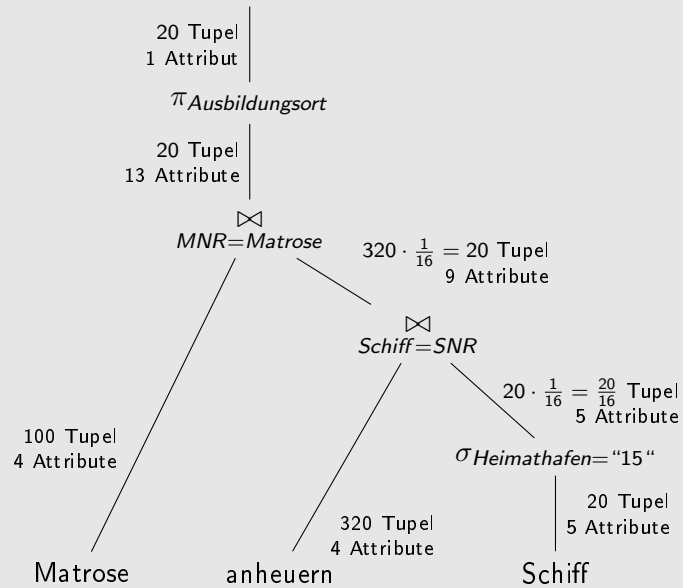 20 Tupel
1 Attribut
π Ausbildungsort
20 Tupel
13 Attribute
⋈
MNR=Matrose
320 · 1/16 = 20 Tupel
9 Attribute
⋈
Schiff=SNR
20 · 1/16 = 20/16 Tupel
5 Attribute
100 Tupel
4 Attribute
σ Heimathafen=“15“
20 Tupel
5 Attribute
320 Tupel
4 Attribute
Matrose anheuern Schiff